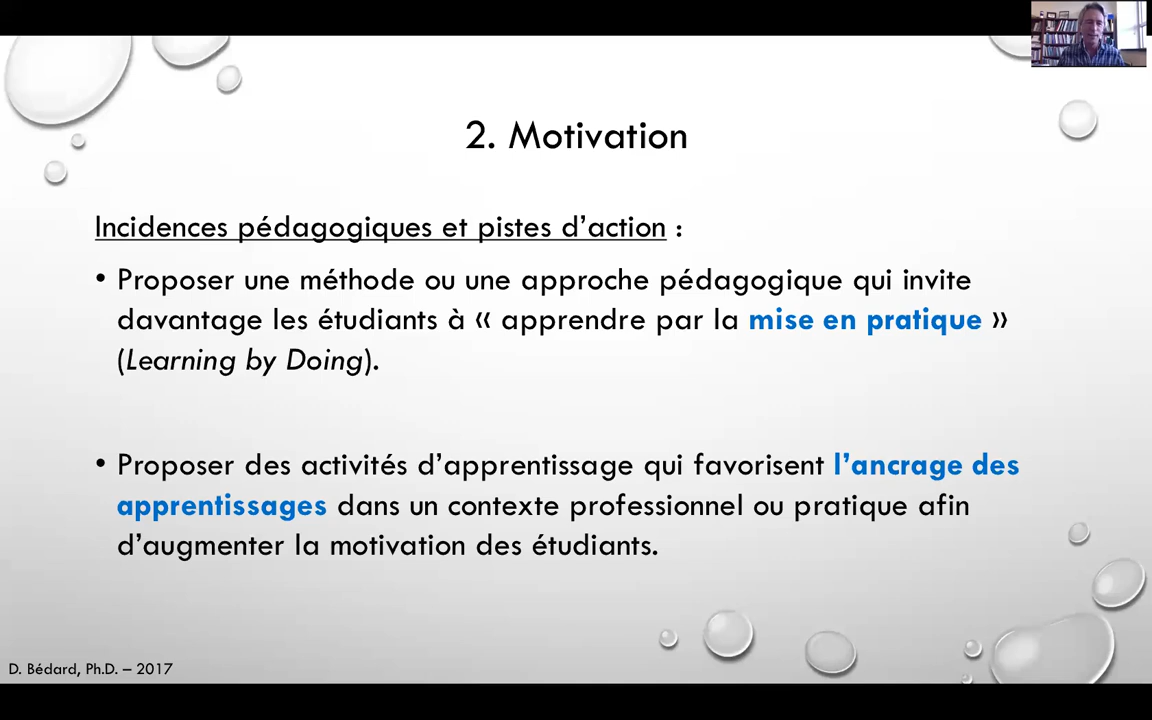 2. Motivation
Incidences pédagogiques et pistes d’action :
• Proposer une méthode ou une approche pédagogique qui invite
davantage les étudiants à « apprendre par la mise en pratique »
(Learning by Doing).
• Proposer des activités d’apprentissage qui favorisent l’ancrage des
apprentissages dans un contexte professionnel ou pratique afin
d’augmenter la motivation des étudiants.
D. Bédard, Ph.D. – 2017